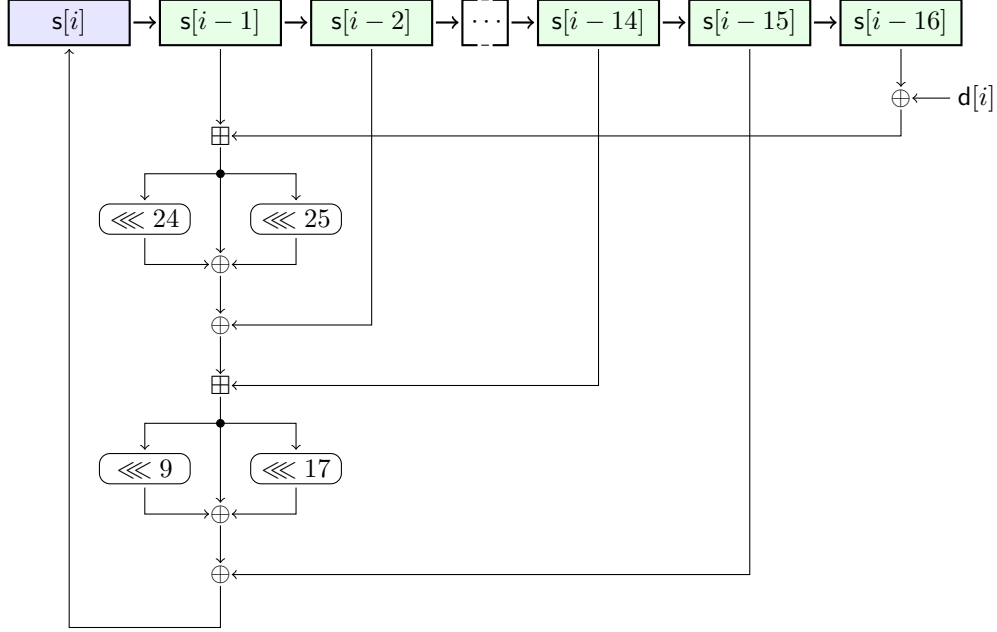 s[i] s[i − 1] s[i − 2] ⋯ s[i − 14] s[i − 15] s[i − 16]
d[i]
⋘ 24 ⋘ 25
⋘ 9 ⋘ 17